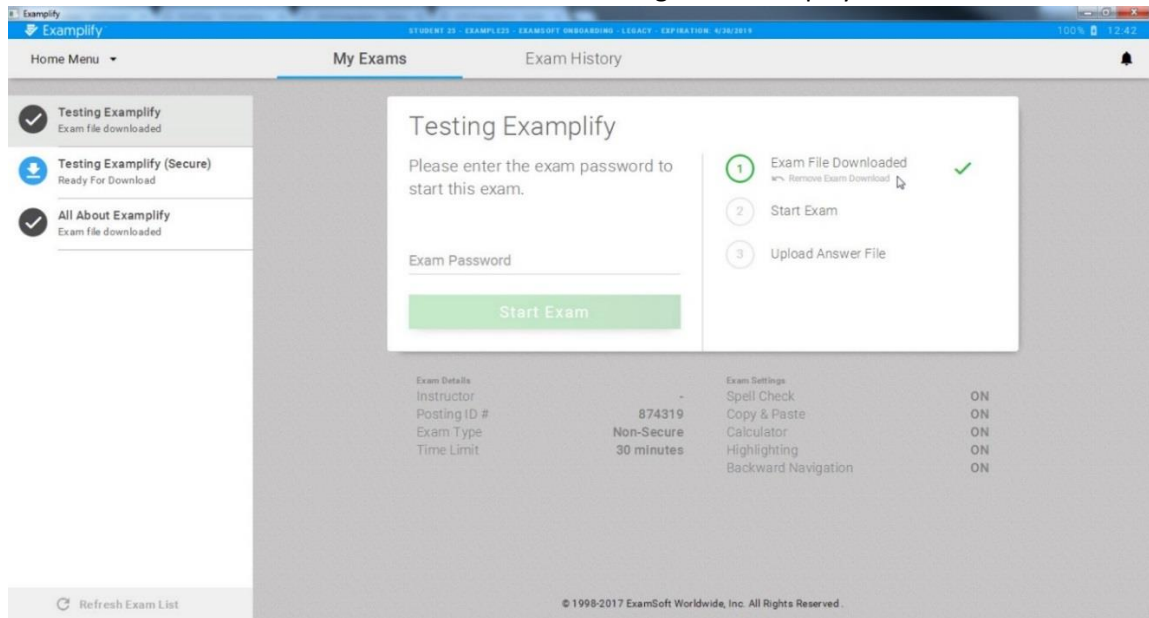 Examplify
Examplify
STUDENT 25 - EXAMPLE25 - EXAMSOFT ONBOARDING - LEGACY - EXPIRATION: 4/30/2019
100% 12:42
Home Menu
My Exams
Exam History
Testing Examplify
Exam file downloaded
Testing Examplify (Secure)
Ready For Download
All About Examplify
Exam file downloaded
Refresh Exam List
Testing Examplify
Please enter the exam password to
start this exam.
Exam Password
Start Exam
1 Exam File Downloaded
Remove Exam Download
2 Start Exam
3 Upload Answer File
Exam Details
Instructor -
Posting ID # 874319
Exam Type Non-Secure
Time Limit 30 minutes
Exam Settings
Spell Check ON
Copy & Paste ON
Calculator ON
Highlighting ON
Backward Navigation ON
© 1998-2017 ExamSoft Worldwide, Inc. All Rights Reserved.